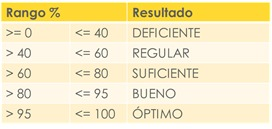 Rango % Resultado
>= 0 <= 40 DEFICIENTE
> 40 <= 60 REGULAR
> 60 <= 80 SUFICIENTE
> 80 <= 95 BUENO
> 95 <= 100 ÓPTIMO